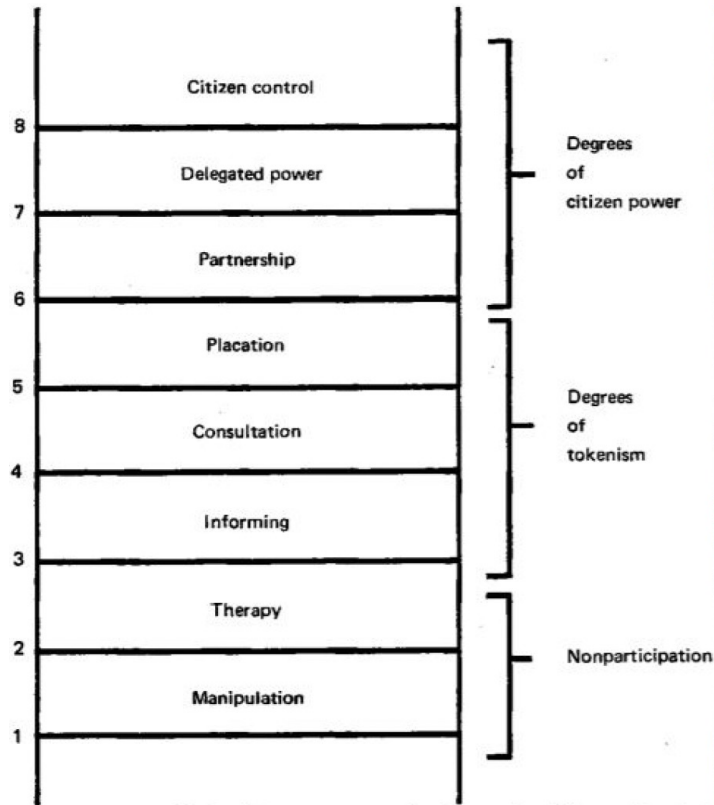 Citizen control
8
Delegated power
7
Partnership
6
Placation
5
Consultation
4
Informing
3
Therapy
2
Manipulation
1
Degrees
of
citizen power
Degrees
of
tokenism
Nonparticipation